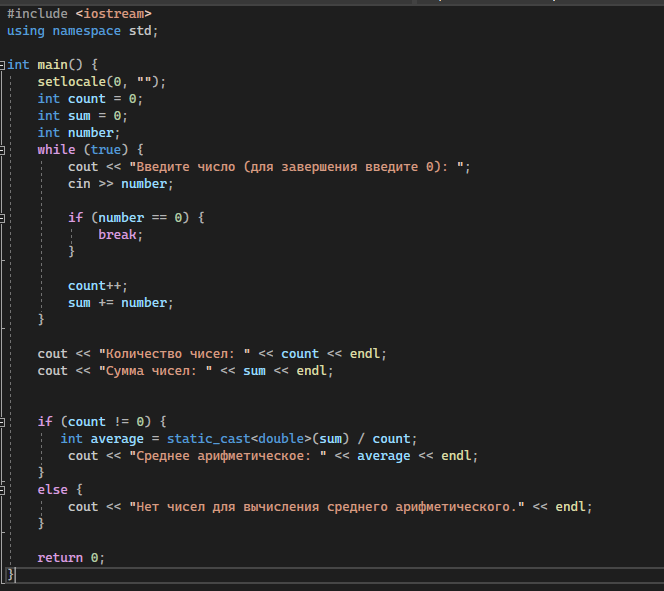 #include <iostream>
using namespace std;
int main() {
setlocale(0, "");
int count = 0;
int sum = 0;
int number;
while (true) {
cout << "Введите число (для завершения введите 0): ";
cin >> number;
if (number == 0) {
break;
}
count++;
sum += number;
}
cout << "Количество чисел: " << count << endl;
cout << "Сумма чисел: " << sum << endl;
if (count != 0) {
int average = static_cast<double>(sum) / count;
cout << "Среднее арифметическое: " << average << endl;
}
else {
cout << "Нет чисел для вычисления среднего арифметического." << endl;
}
return 0;
}